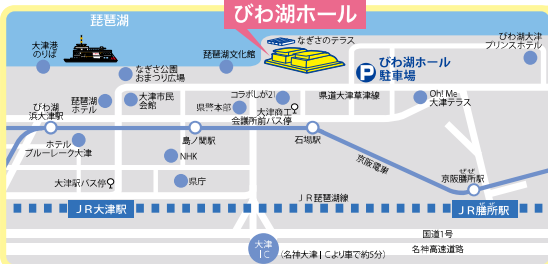 琵琶湖
びわ湖ホール
大津港
のりば
なぎさ公園
おまつり広場
琵琶湖文化館
なぎさのテラス
びわ湖ホール
駐車場
P
びわ湖大津
プリンスホテル
びわ湖
浜大津駅
琵琶湖
ホテル
大津市民
会館
県警本部
コラボしが21
大津商工
会議所前バス停
県道大津草津線
Oh! Me
大津テラス
ホテル
ブルーレーク大津
島ノ関駅
石場駅
NHK
県庁
大津駅バス停
京阪電車
ぜぜ
京阪膳所駅
JR琵琶湖線
JR大津駅
ぜぜ
JR膳所駅
大津
IC
(名神大津ICより車で約5分)
国道1号
名神高速道路